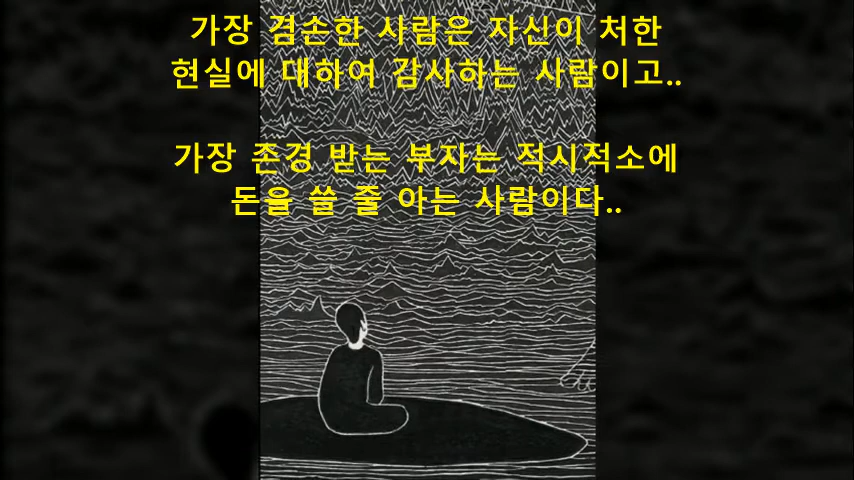 가장 겸손한 사람은 자신이 처한
현실에 대하여 감사하는 사람이고..
가장 존경 받는 부자는 적시적소에
돈을 쓸 줄 아는 사람이다..